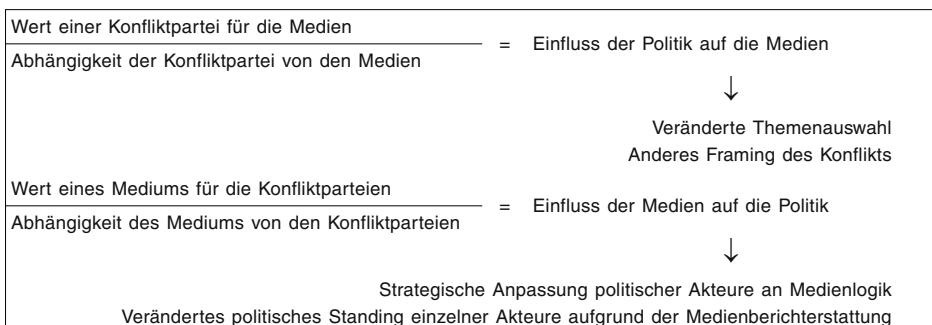 Wert einer Konfliktpartei für die Medien
Abhängigkeit der Konfliktpartei von den Medien
= Einfluss der Politik auf die Medien
↓
Veränderte Themenauswahl
Anderes Framing des Konflikts
Wert eines Mediums für die Konfliktparteien
Abhängigkeit des Mediums von den Konfliktparteien
= Einfluss der Medien auf die Politik
↓
Strategische Anpassung politischer Akteure an Medienlogik
Verändertes politisches Standing einzelner Akteure aufgrund der Medienberichterstattung